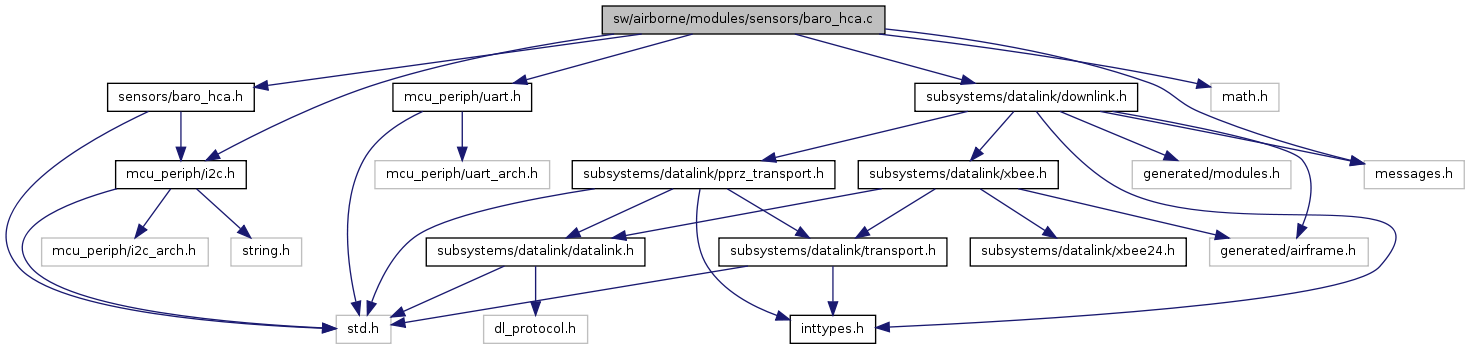 sw/airborne/modules/sensors/baro_hca.c
sensors/baro_hca.h
mcu_periph/uart.h
subsystems/datalink/downlink.h
math.h
mcu_periph/i2c.h
mcu_periph/uart_arch.h
subsystems/datalink/pprz_transport.h
subsystems/datalink/xbee.h
generated/modules.h
messages.h
mcu_periph/i2c_arch.h
string.h
subsystems/datalink/datalink.h
subsystems/datalink/transport.h
subsystems/datalink/xbee24.h
generated/airframe.h
std.h
dl_protocol.h
inttypes.h